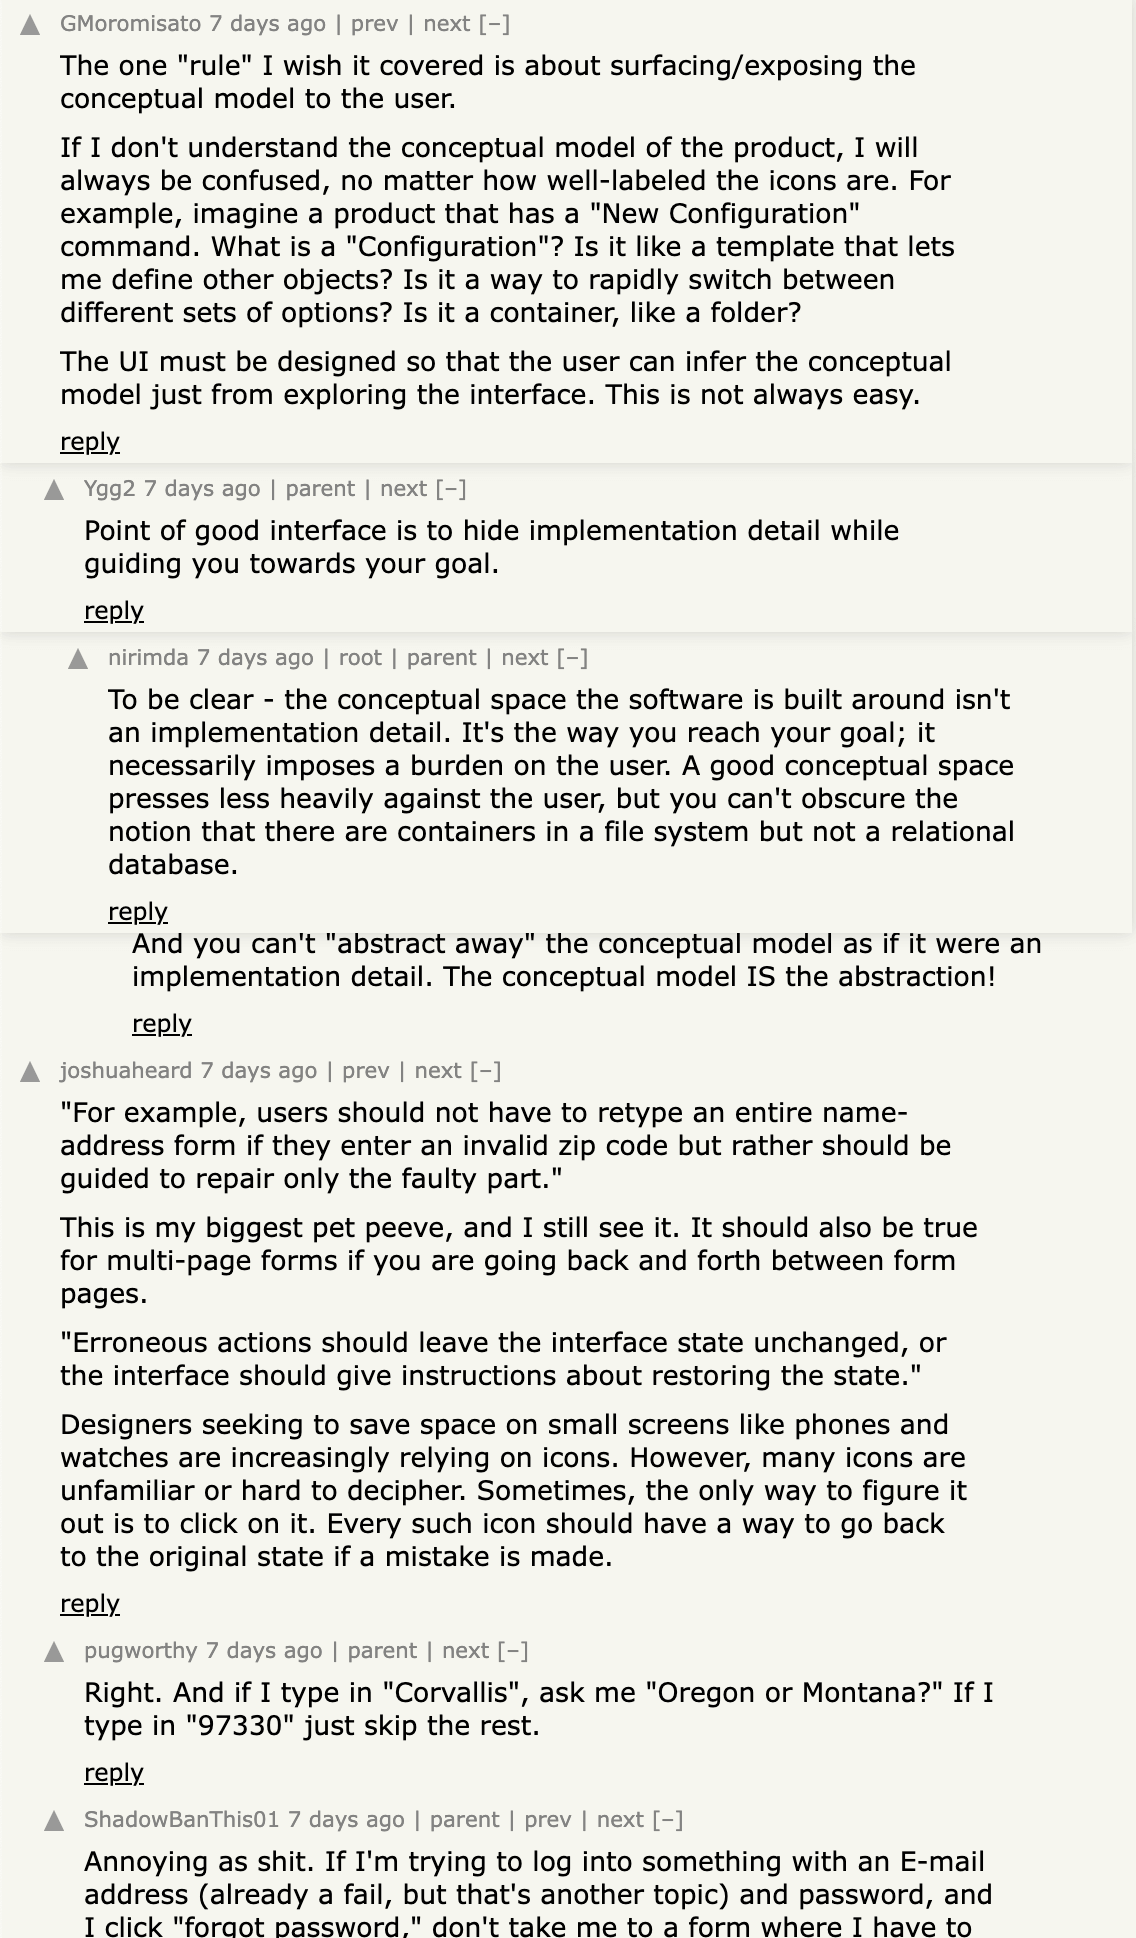 ▲ GMoromisato 7 days ago | prev | next [–]
The one "rule" I wish it covered is about surfacing/exposing the
conceptual model to the user.
If I don't understand the conceptual model of the product, I will
always be confused, no matter how well-labeled the icons are. For
example, imagine a product that has a "New Configuration"
command. What is a "Configuration"? Is it like a template that lets
me define other objects? Is it a way to rapidly switch between
different sets of options? Is it a container, like a folder?
The UI must be designed so that the user can infer the conceptual
model just from exploring the interface. This is not always easy.
reply
▲ Ygg2 7 days ago | parent | next [–]
Point of good interface is to hide implementation detail while
guiding you towards your goal.
reply
▲ nirimda 7 days ago | root | parent | next [–]
To be clear - the conceptual space the software is built around isn't
an implementation detail. It's the way you reach your goal; it
necessarily imposes a burden on the user. A good conceptual space
presses less heavily against the user, but you can't obscure the
notion that there are containers in a file system but not a relational
database.
reply
And you can't "abstract away" the conceptual model as if it were an
implementation detail. The conceptual model IS the abstraction!
reply
▲ joshuaheard 7 days ago | prev | next [–]
"For example, users should not have to retype an entire name-
address form if they enter an invalid zip code but rather should be
guided to repair only the faulty part."
This is my biggest pet peeve, and I still see it. It should also be true
for multi-page forms if you are going back and forth between form
pages.
"Erroneous actions should leave the interface state unchanged, or
the interface should give instructions about restoring the state."
Designers seeking to save space on small screens like phones and
watches are increasingly relying on icons. However, many icons are
unfamiliar or hard to decipher. Sometimes, the only way to figure it
out is to click on it. Every such icon should have a way to go back
to the original state if a mistake is made.
reply
▲ pugworthy 7 days ago | parent | next [–]
Right. And if I type in "Corvallis", ask me "Oregon or Montana?" If I
type in "97330" just skip the rest.
reply
▲ ShadowBanThis01 7 days ago | parent | prev | next [–]
Annoying as shit. If I'm trying to log into something with an E-mail
address (already a fail, but that's another topic) and password, and
I click "forgot password," don't take me to a form where I have to